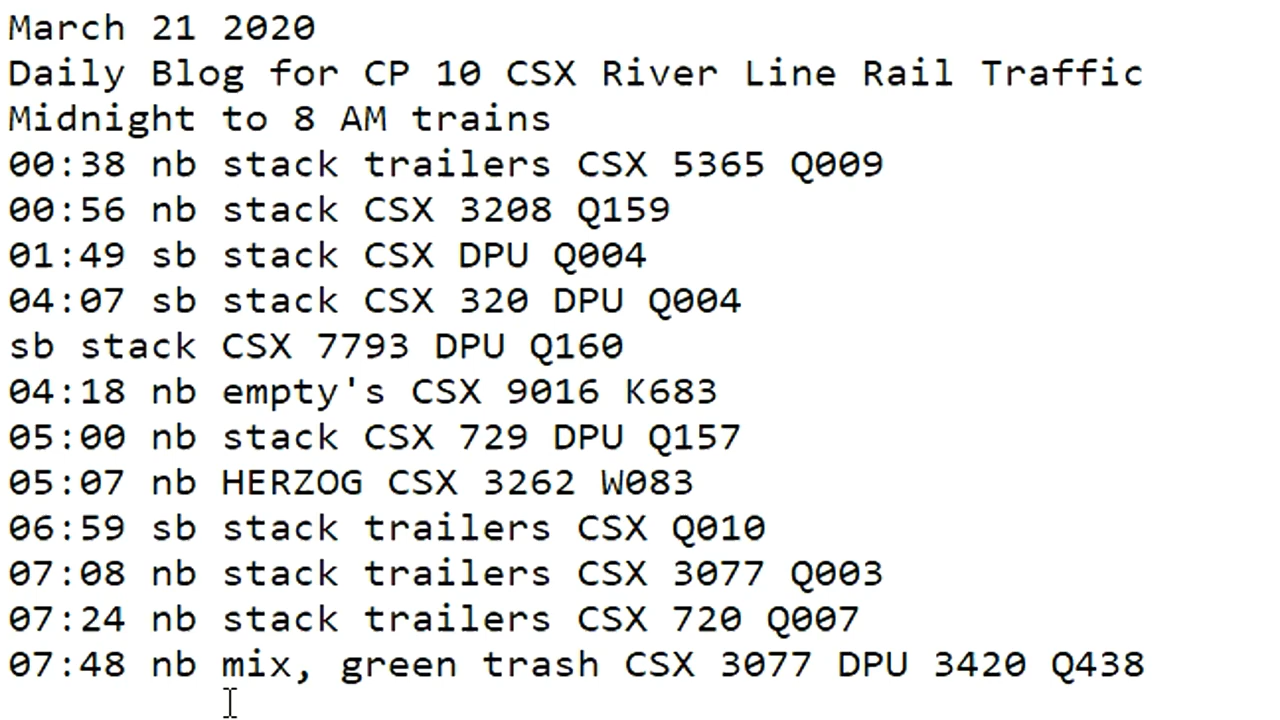 March 21 2020
Daily Blog for CP 10 CSX River Line Rail Traffic
Midnight to 8 AM trains
00:38 nb stack trailers CSX 5365 Q009
00:56 nb stack CSX 3208 Q159
01:49 sb stack CSX DPU Q004
04:07 sb stack CSX 320 DPU Q004
sb stack CSX 7793 DPU Q160
04:18 nb empty's CSX 9016 K683
05:00 nb stack CSX 729 DPU Q157
05:07 nb HERZOG CSX 3262 W083
06:59 sb stack trailers CSX Q010
07:08 nb stack trailers CSX 3077 Q003
07:24 nb stack trailers CSX 720 Q007
07:48 nb mix, green trash CSX 3077 DPU 3420 Q438